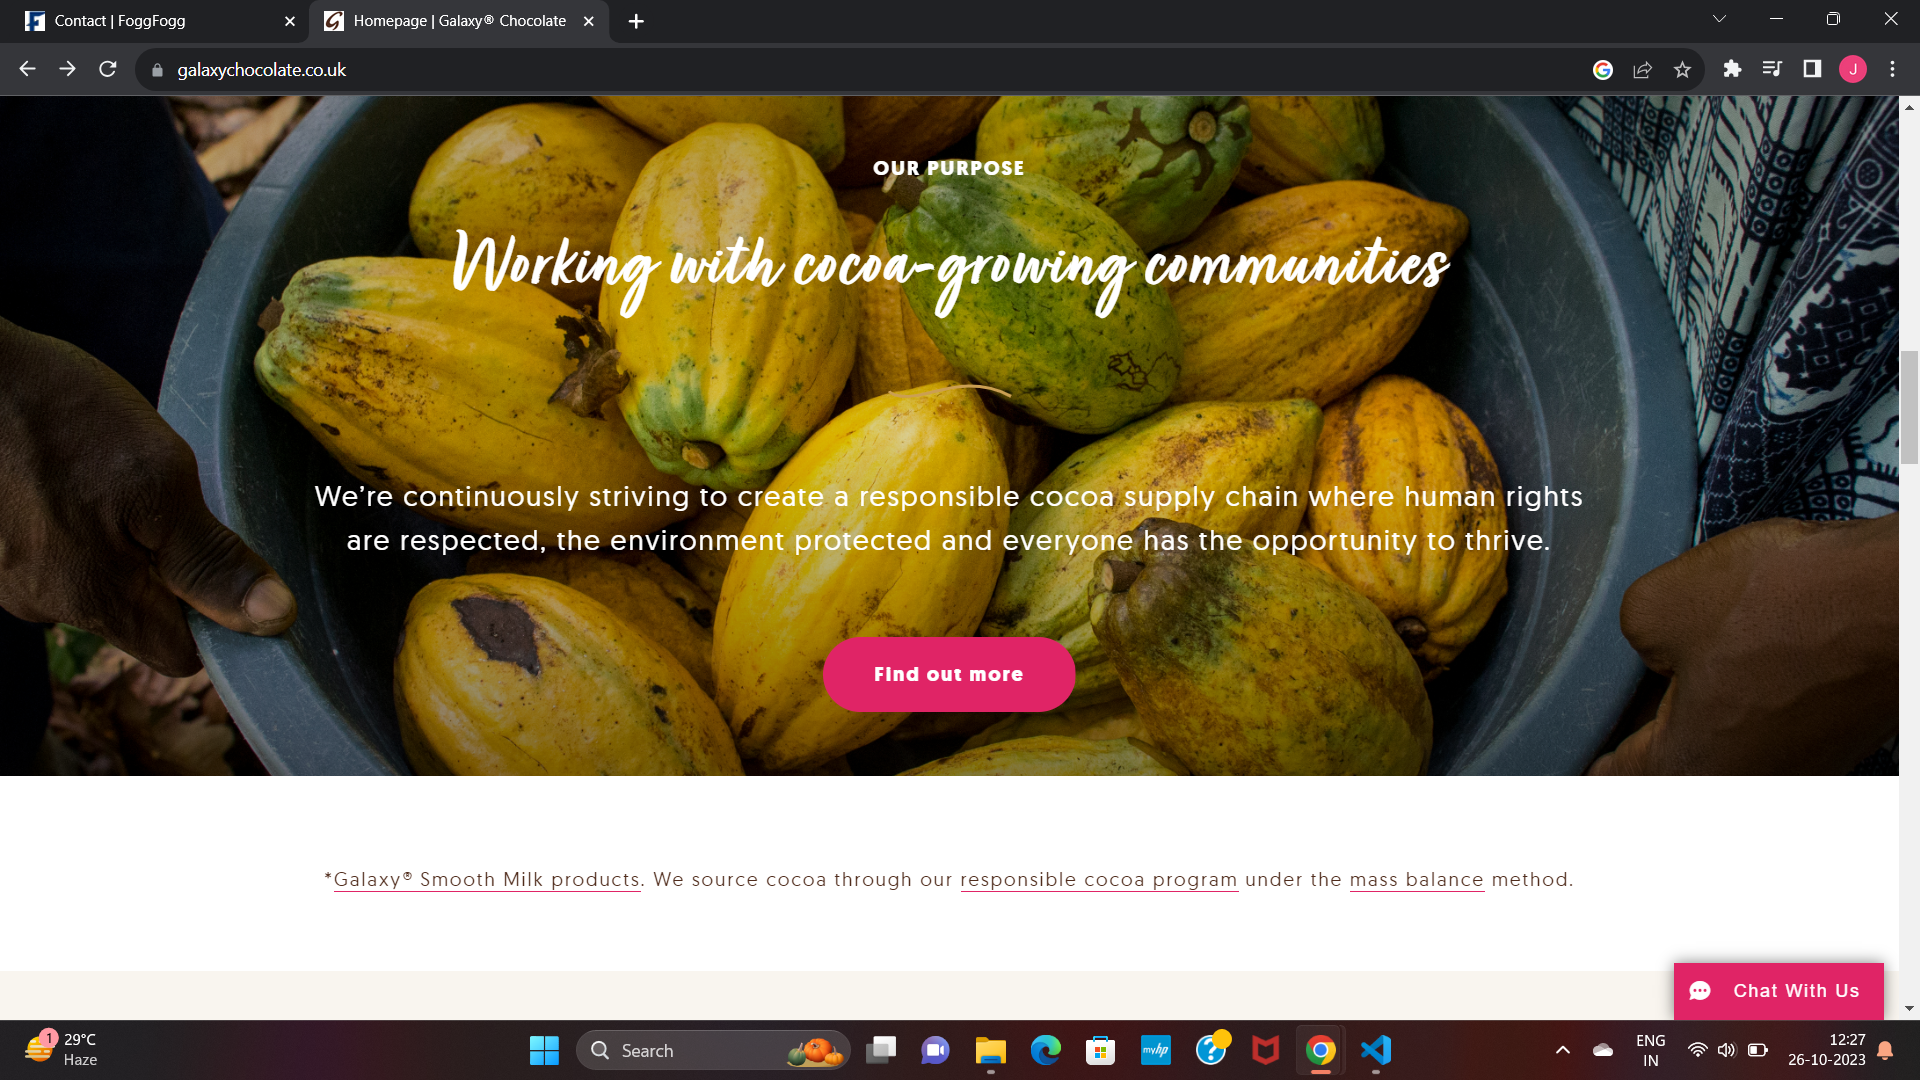 Contact | FoggFogg
Homepage | Galaxy® Chocolate
galaxychocolate.co.uk
J
OUR PURPOSE
Working with cocoa-growing communities
We're continuously striving to create a responsible cocoa supply chain where human rights
are respected, the environment protected and everyone has the opportunity to thrive.
Find out more
*Galaxy® Smooth Milk products. We source cocoa through our responsible cocoa program under the mass balance method.
Chat With Us
1
29°C
Haze
Search
myhp
ENG
IN
12:27
26-10-2023